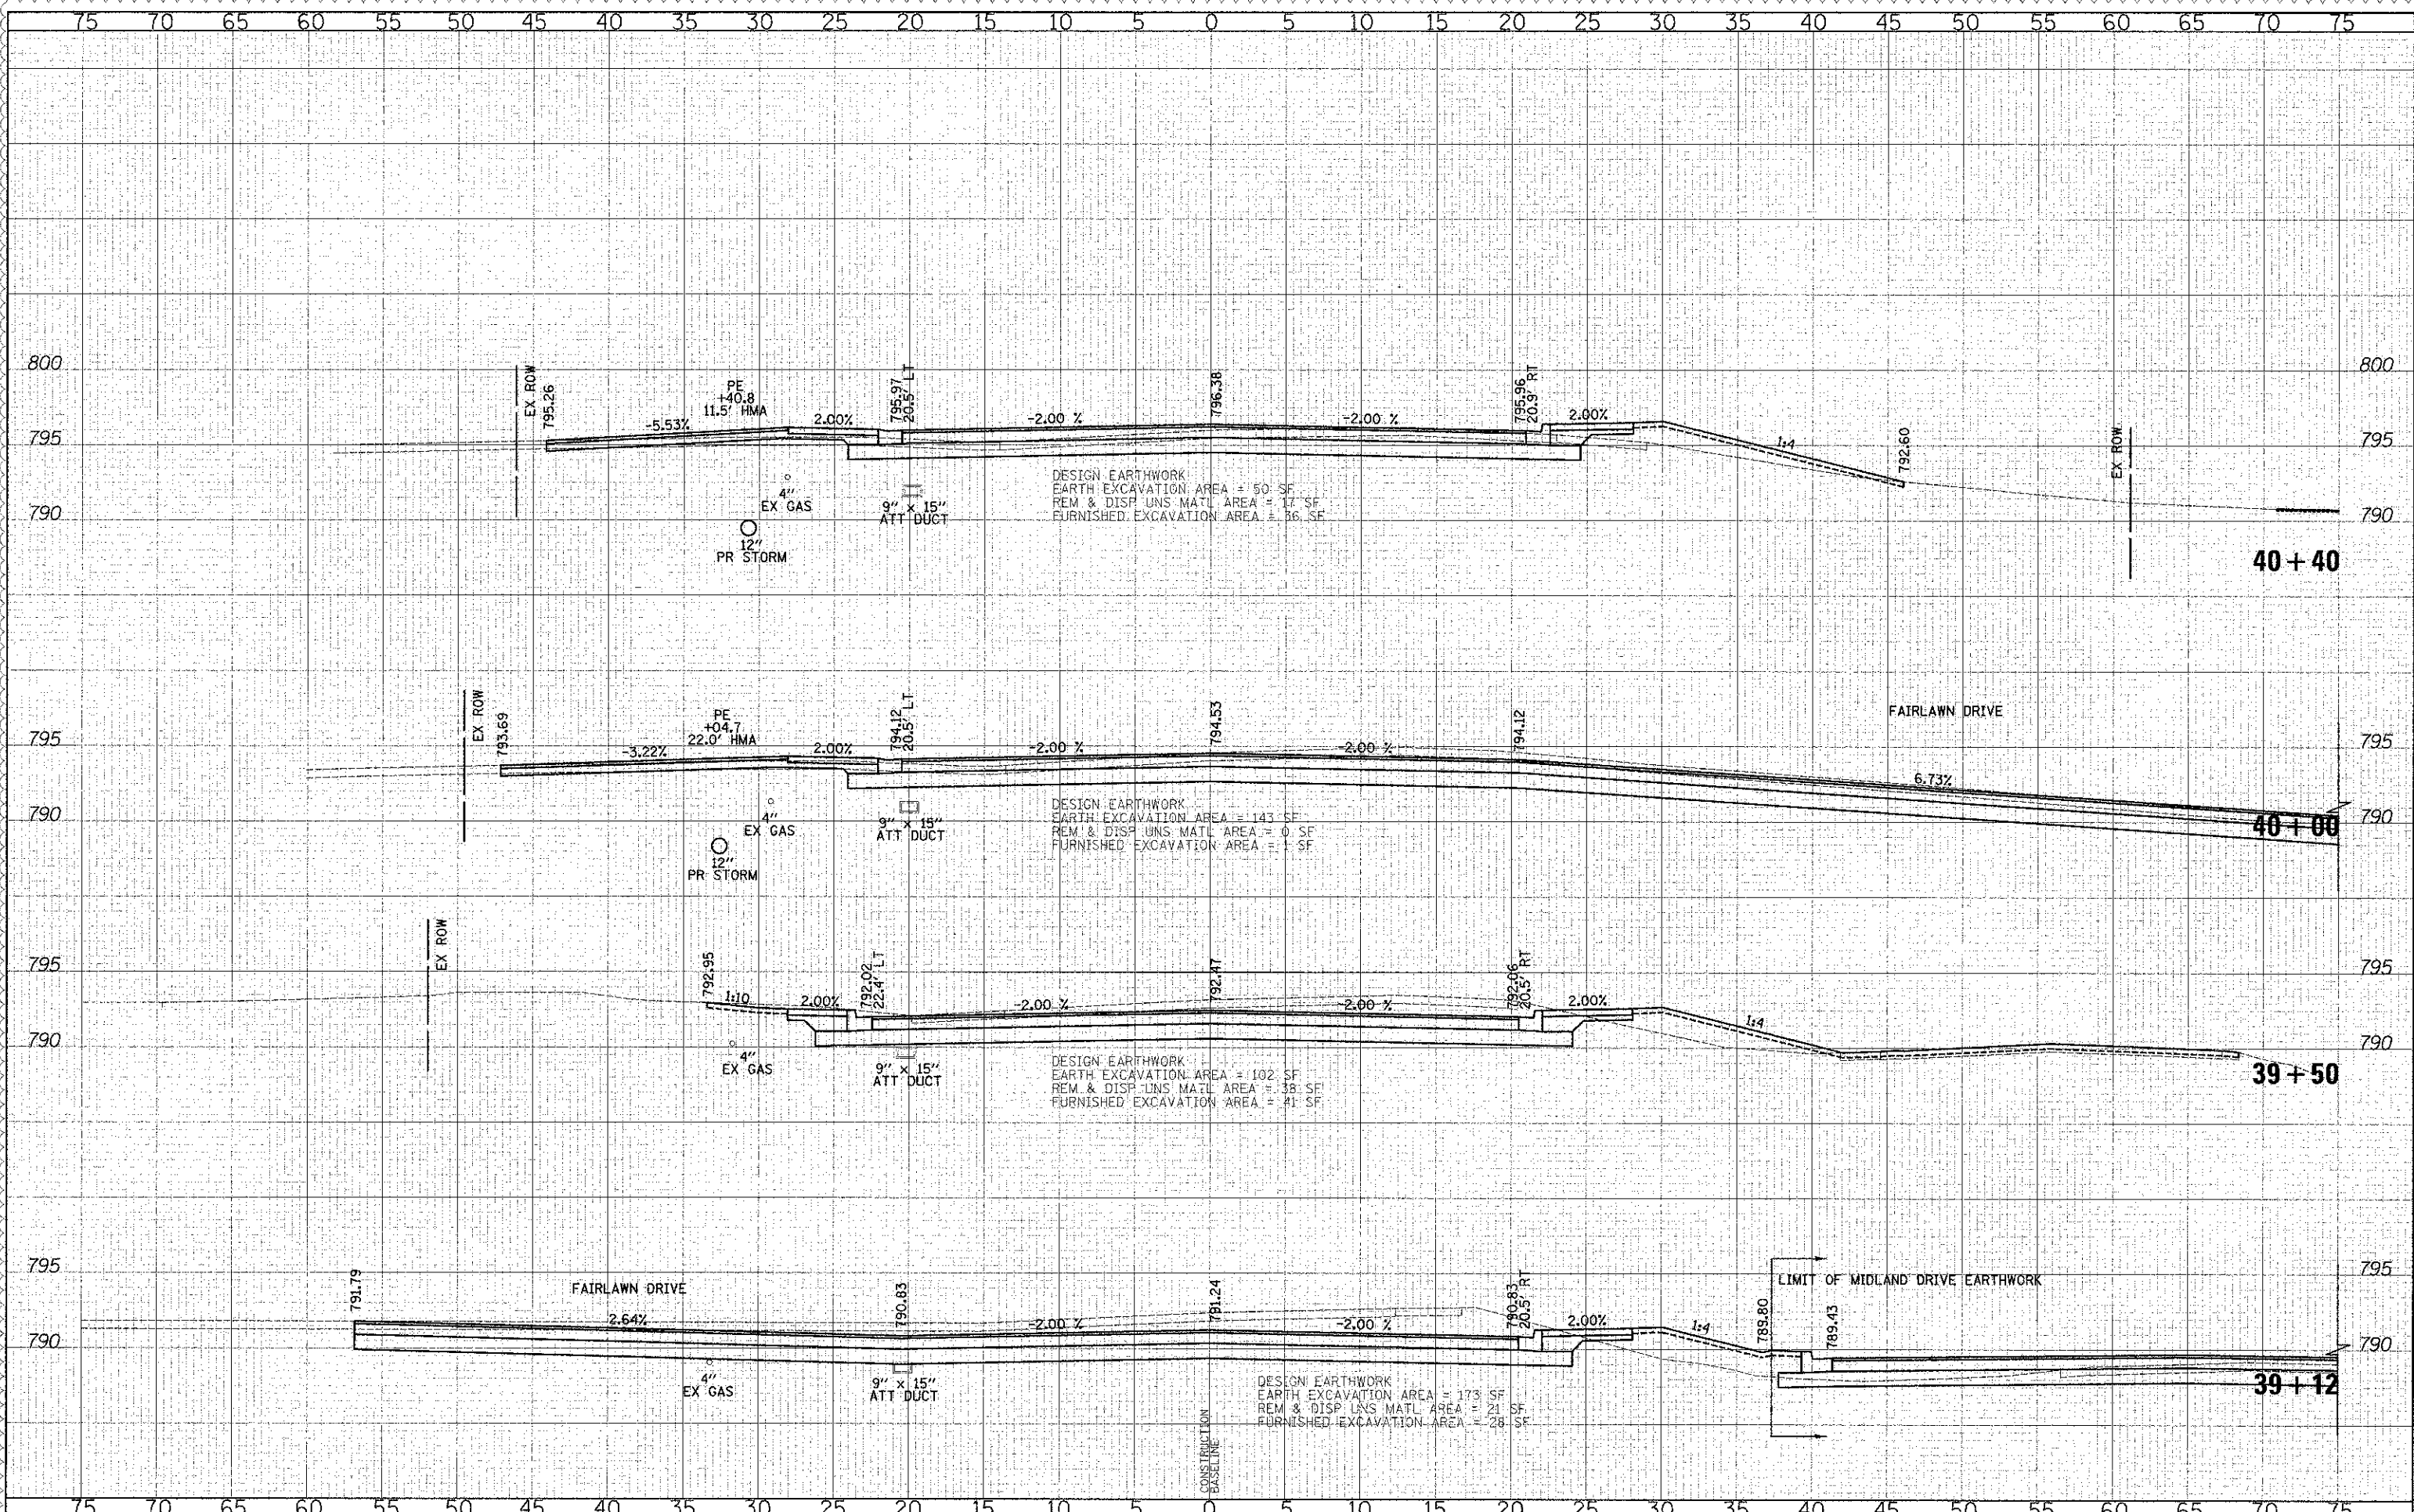 75 70 65 60 55 50 45 40 35 30 25 20 15 10 5 0 5 10 15 20 25 30 35 40 45 50 55 60 65 70 75
800 800
EX ROW
795.26
PE
+40.8
11.5' HMA
-5.53%
2.00%
795.97
20.5' LT
-2.00 %
796.38
-2.00 %
795.96
20.9' RT
2.00%
1:4
792.60
EX ROW
795 795
4"
EX GAS
9" x 15"
ATT DUCT
DESIGN EARTHWORK
EARTH EXCAVATION AREA = 50 SF
REM & DISP UNS MATL AREA = 17 SF
FURNISHED EXCAVATION AREA = 36 SF
790 790
12"
PR STORM
40+40
EX ROW
793.69
PE
+04.7
22.0' HMA
-3.22%
2.00%
794.12
20.5' LT
-2.00 %
794.53
-2.00 %
794.12
FAIRLAWN DRIVE
6.73%
795 795
4"
EX GAS
9" x 15"
ATT DUCT
DESIGN EARTHWORK
EARTH EXCAVATION AREA = 143 SF
REM & DISP UNS MATL AREA = 0 SF
FURNISHED EXCAVATION AREA = 1 SF
790 790
40+00
12"
PR STORM
EX ROW
795 795
792.95
1:10
2.00%
792.02
22.4' LT
-2.00 %
792.47
-2.00 %
792.06
20.5' RT
2.00%
1:4
790 790
4"
EX GAS
9" x 15"
ATT DUCT
DESIGN EARTHWORK
EARTH EXCAVATION AREA = 102 SF
REM & DISP UNS MATL AREA = 38 SF
FURNISHED EXCAVATION AREA = 41 SF
39+50
795 795
791.79
FAIRLAWN DRIVE
2.64%
790.83
-2.00 %
791.24
-2.00 %
790.83
20.5' RT
2.00%
1:4
789.80
LIMIT OF MIDLAND DRIVE EARTHWORK
789.43
790 790
4"
EX GAS
9" x 15"
ATT DUCT
DESIGN EARTHWORK
EARTH EXCAVATION AREA = 173 SF
REM & DISP UNS MATL AREA = 21 SF
FURNISHED EXCAVATION AREA = 28 SF
39+12
CONSTRUCTION
BASELINE
75 70 65 60 55 50 45 40 35 30 25 20 15 10 5 0 5 10 15 20 25 30 35 40 45 50 55 60 65 70 75